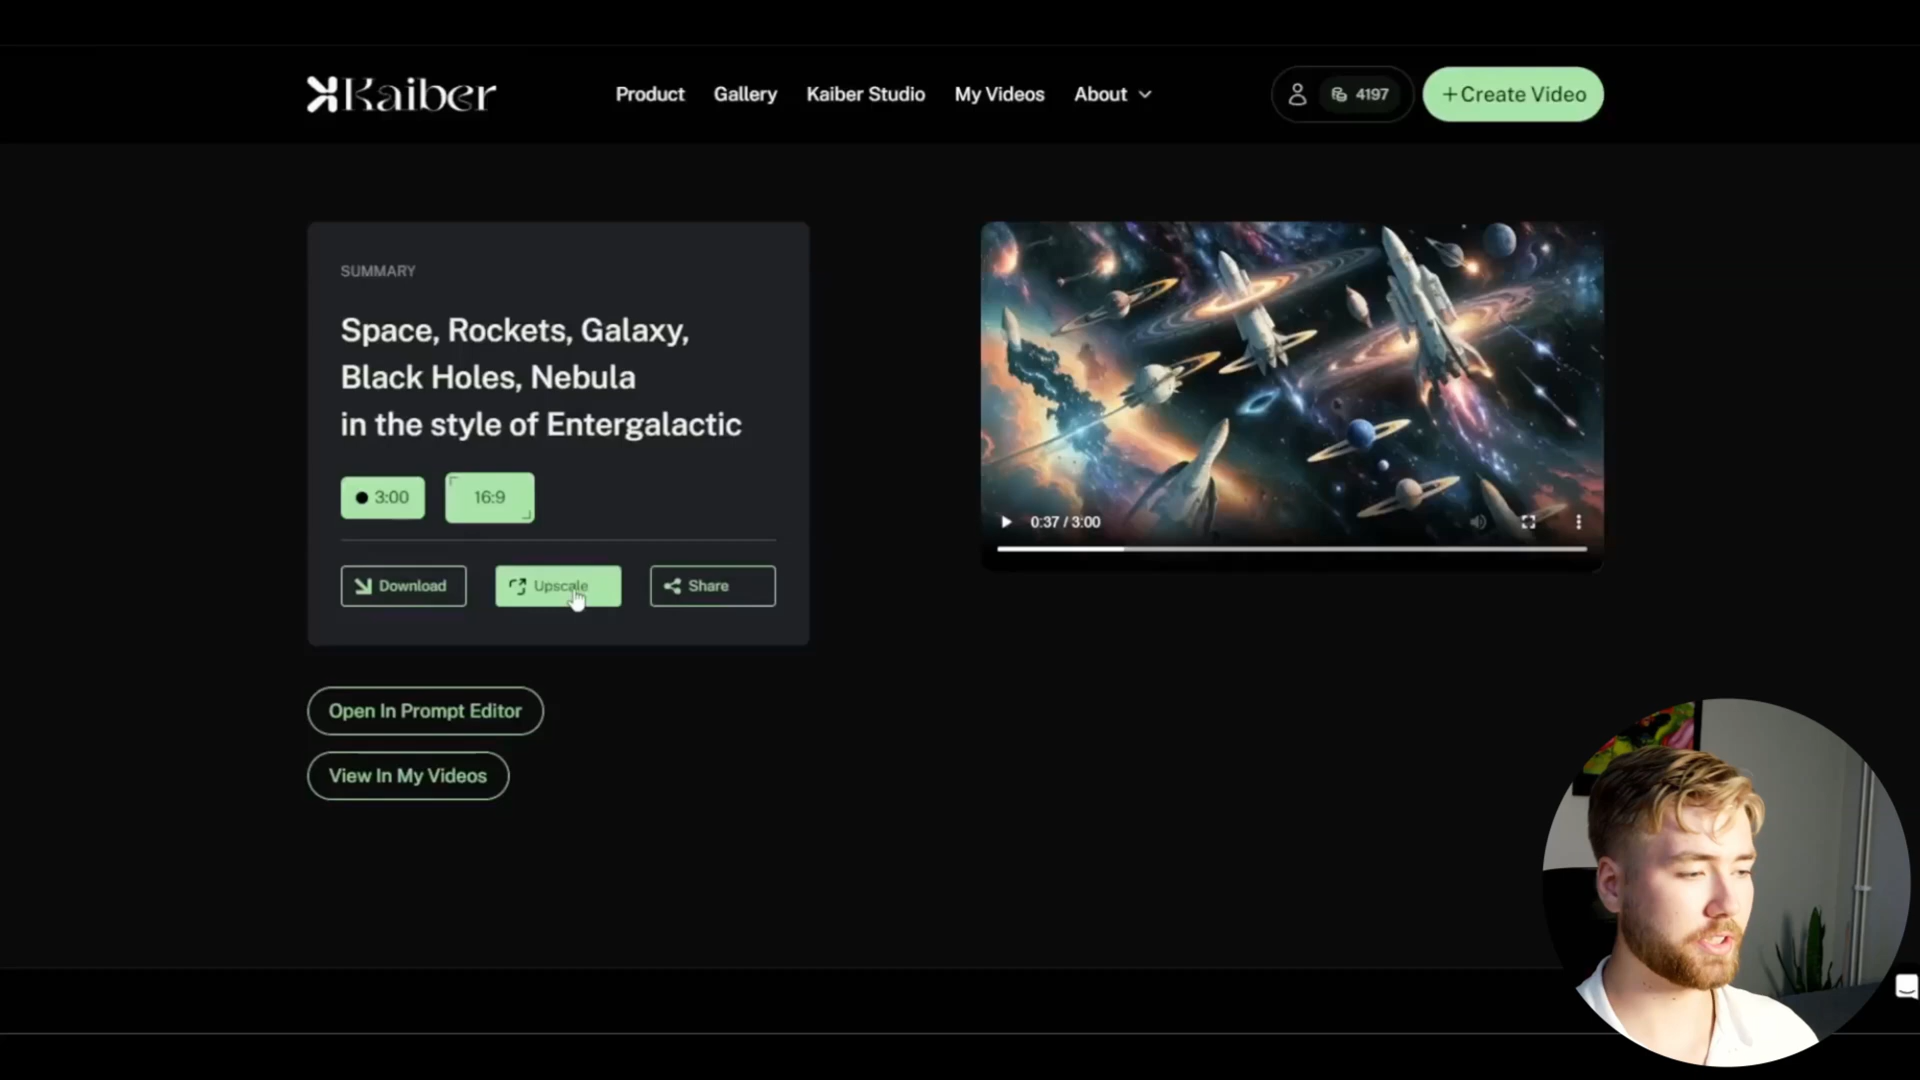 Kaiber
Product
Gallery
Kaiber Studio
My Videos
About
4197
+Create Video
SUMMARY
Space, Rockets, Galaxy,
Black Holes, Nebula
in the style of Entergalactic
3:00
16:9
Download
Upscale
Share
0:37 / 3:00
Open In Prompt Editor
View In My Videos